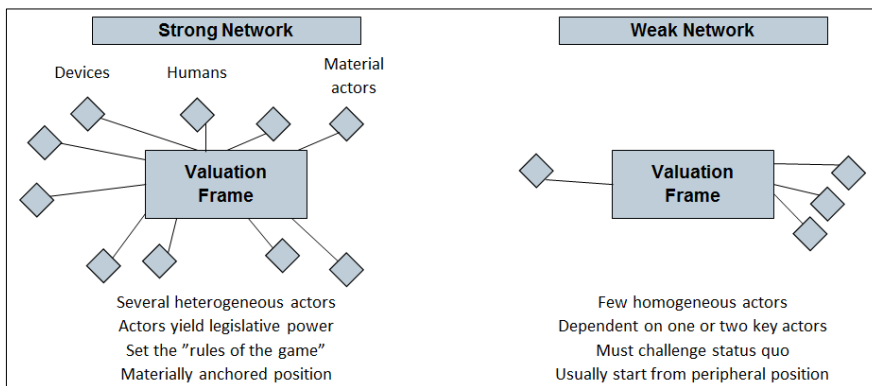 Strong Network
Devices
Humans
Material
actors
Valuation
Frame
Several heterogeneous actors
Actors yield legislative power
Set the ”rules of the game”
Materially anchored position
Weak Network
Valuation
Frame
Few homogeneous actors
Dependent on one or two key actors
Must challenge status quo
Usually start from peripheral position